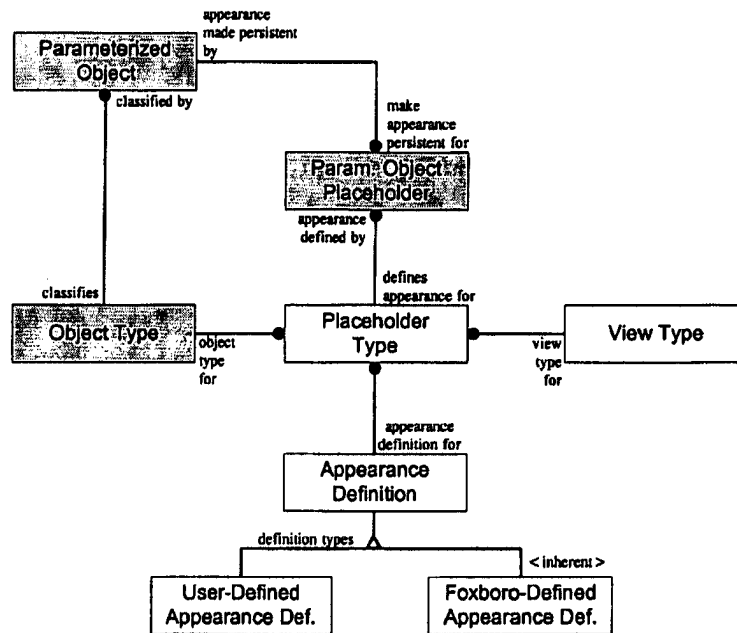 appearance
made persistent
by
Parameterized
Object
classified by
make
appearance
persistent for
Param. Object
Placeholder
appearance
defined by
classifies
defines
appearance for
Object Type
object
type
for
Placeholder
Type
view
type
for
View Type
appearance
definition for
Appearance
Definition
definition types
< inherent >
User-Defined
Appearance Def.
Foxboro-Defined
Appearance Def.